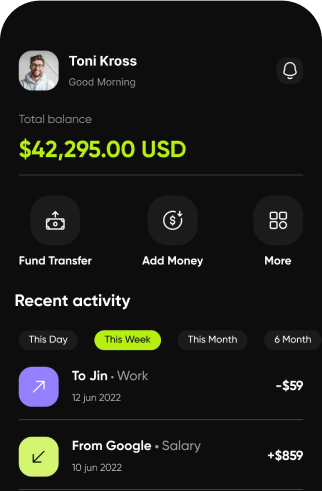 Toni Kross
Good Morning
Total balance
$42,295.00 USD
Fund Transfer Add Money More
Recent activity
This Day This Week This Month 6 Month
To Jin • Work
-$59
12 jun 2022
From Google • Salary
+$859
10 jun 2022